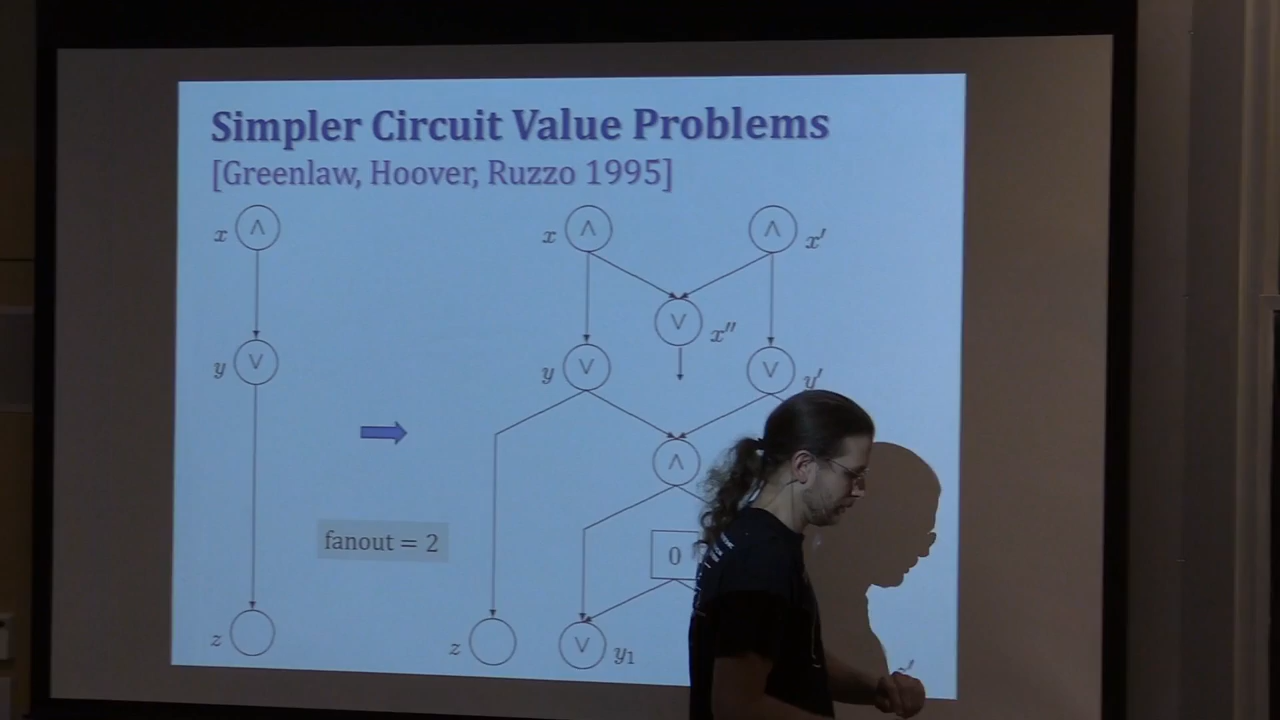 Simpler Circuit Value Problems
[Greenlaw, Hoover, Ruzzo 1995]
x ∧
x ∧
∧ x′
∨ x″
y ∨
y ∨
∨ y′
∧
fanout = 2
0
z
z
∨ y₁